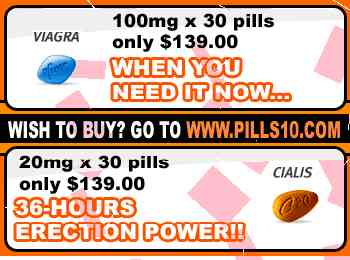 100mg x 30 pills
VIAGRA
only $139.00
WHEN YOU
NEED IT NOW...
WISH TO BUY? GO TO WWW.PILLS10.COM
20mg x 30 pills
only $139.00
CIALIS
36-HOURS
ERECTION POWER!!